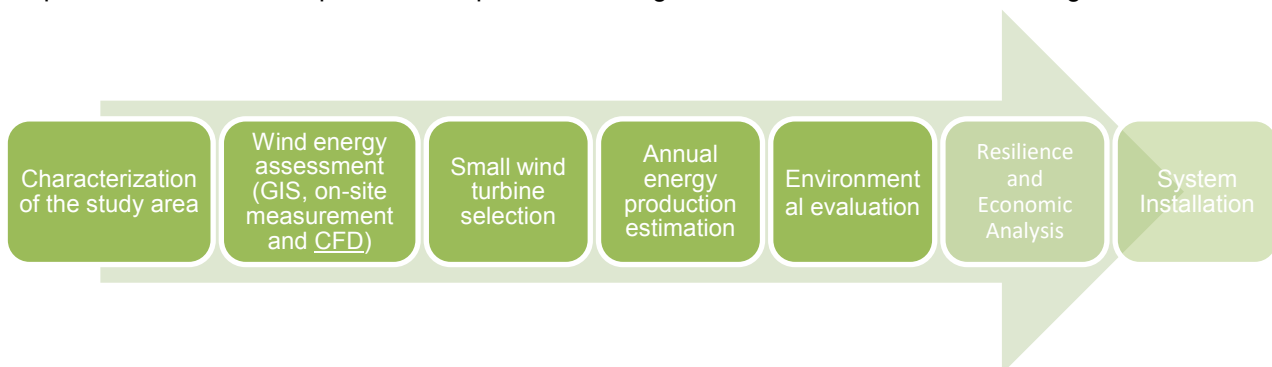 Characterization
of the study area
Wind energy
assessment
(GIS, on-site
measurement
and CFD)
Small wind
turbine
selection
Annual
energy
production
estimation
Environment
al evaluation
Resilience
and
Economic
Analysis
System
Installation